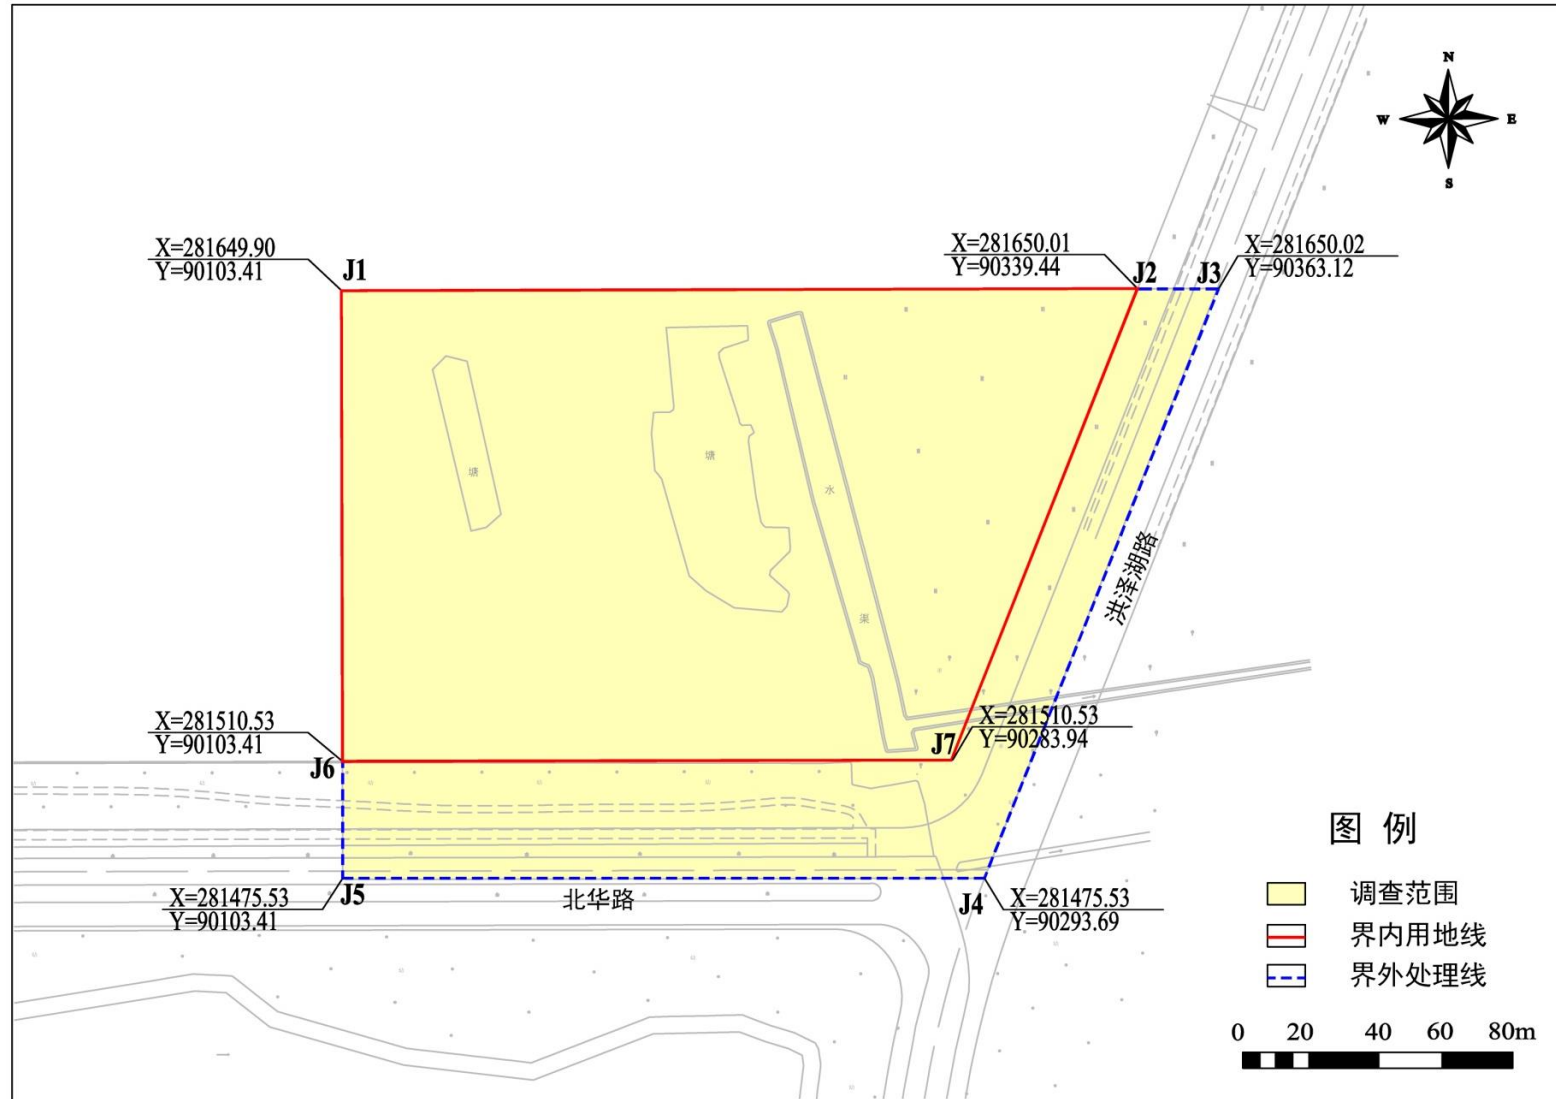 N
W
E
S
X=281649.90
Y=90103.41
J1
X=281650.01
Y=90339.44
J2
J3
X=281650.02
Y=90363.12
塘
塘
水
渠
洪泽湖路
X=281510.53
Y=90103.41
J6
J7
X=281510.53
Y=90283.94
X=281475.53
Y=90103.41
J5
北华路
J4
X=281475.53
Y=90293.69
图例
调查范围
界内用地线
界外处理线
0 20 40 60 80m